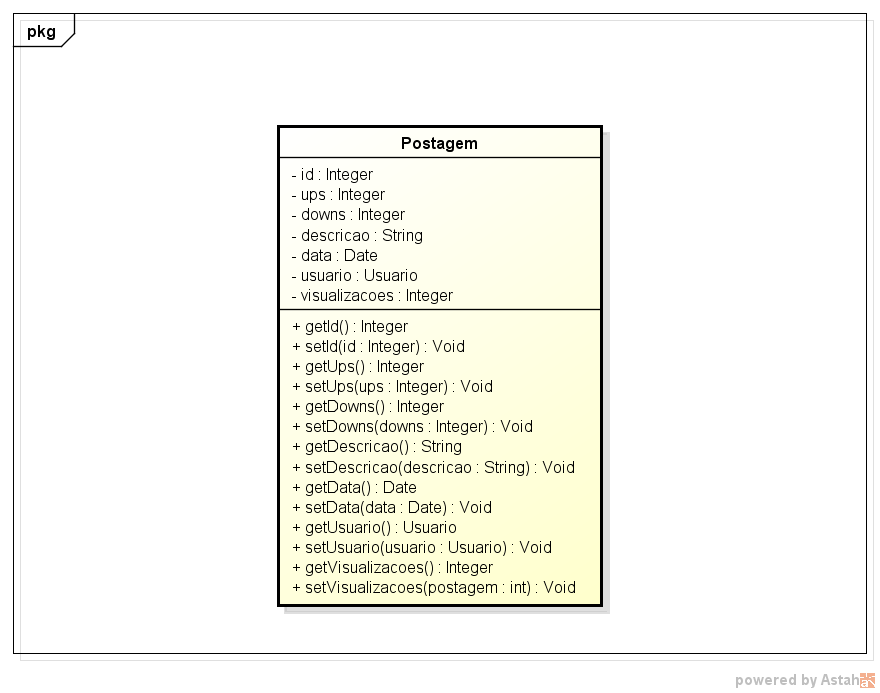 pkg
Postagem
- id : Integer
- ups : Integer
- downs : Integer
- descricao : String
- data : Date
- usuario : Usuario
- visualizacoes : Integer
+ getId() : Integer
+ setId(id : Integer) : Void
+ getUps() : Integer
+ setUps(ups : Integer) : Void
+ getDowns() : Integer
+ setDowns(downs : Integer) : Void
+ getDescricao() : String
+ setDescricao(descricao : String) : Void
+ getData() : Date
+ setData(data : Date) : Void
+ getUsuario() : Usuario
+ setUsuario(usuario : Usuario) : Void
+ getVisualizacoes() : Integer
+ setVisualizacoes(postagem : int) : Void
powered by Astah